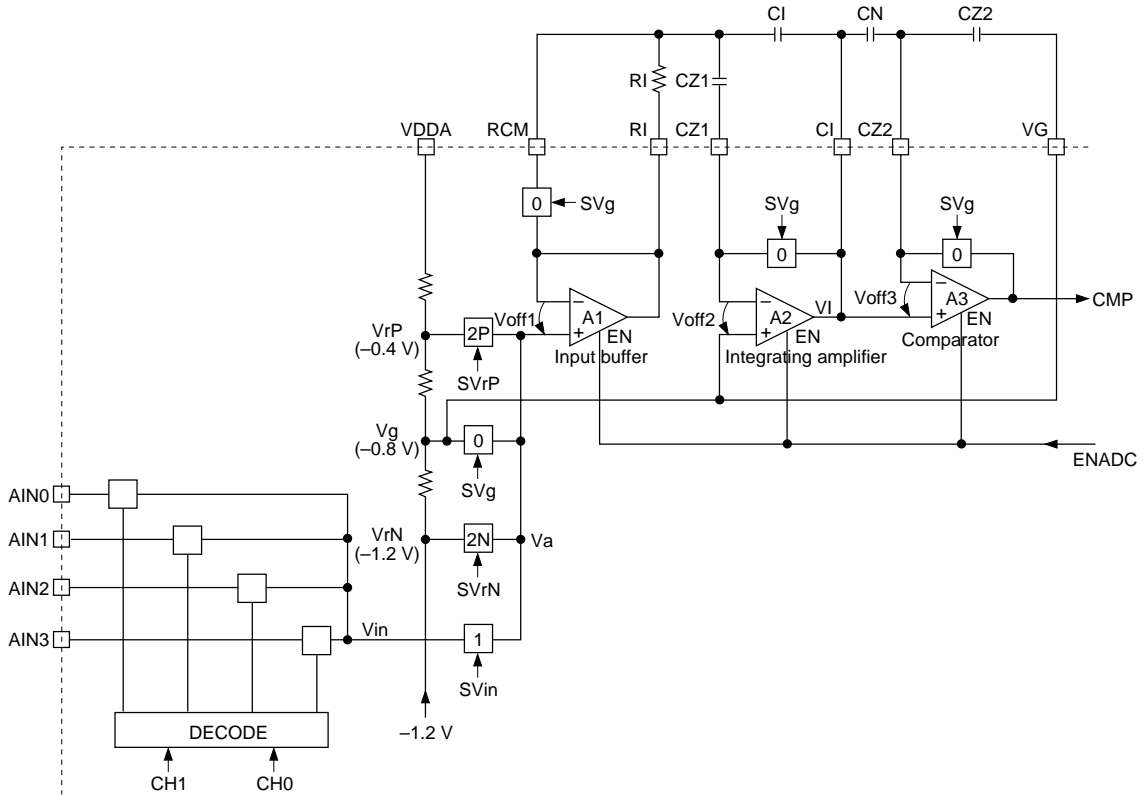 CI
CN
CZ2
RI
CZ1
VDDA
RCM
RI
CZ1
CI
CZ2
VG
0
SVg
SVg
SVg
0
0
VrP
(–0.4 V)
2P
SVrP
Voff1
–
+
A1
EN
Input buffer
Voff2
–
+
A2
EN
VI
Integrating amplifier
Voff3
–
+
A3
EN
Comparator
CMP
Vg
(–0.8 V)
0
SVg
ENADC
AIN0
AIN1
AIN2
AIN3
VrN
(–1.2 V)
2N
SVrN
Va
Vin
1
SVin
–1.2 V
DECODE
CH1
CH0